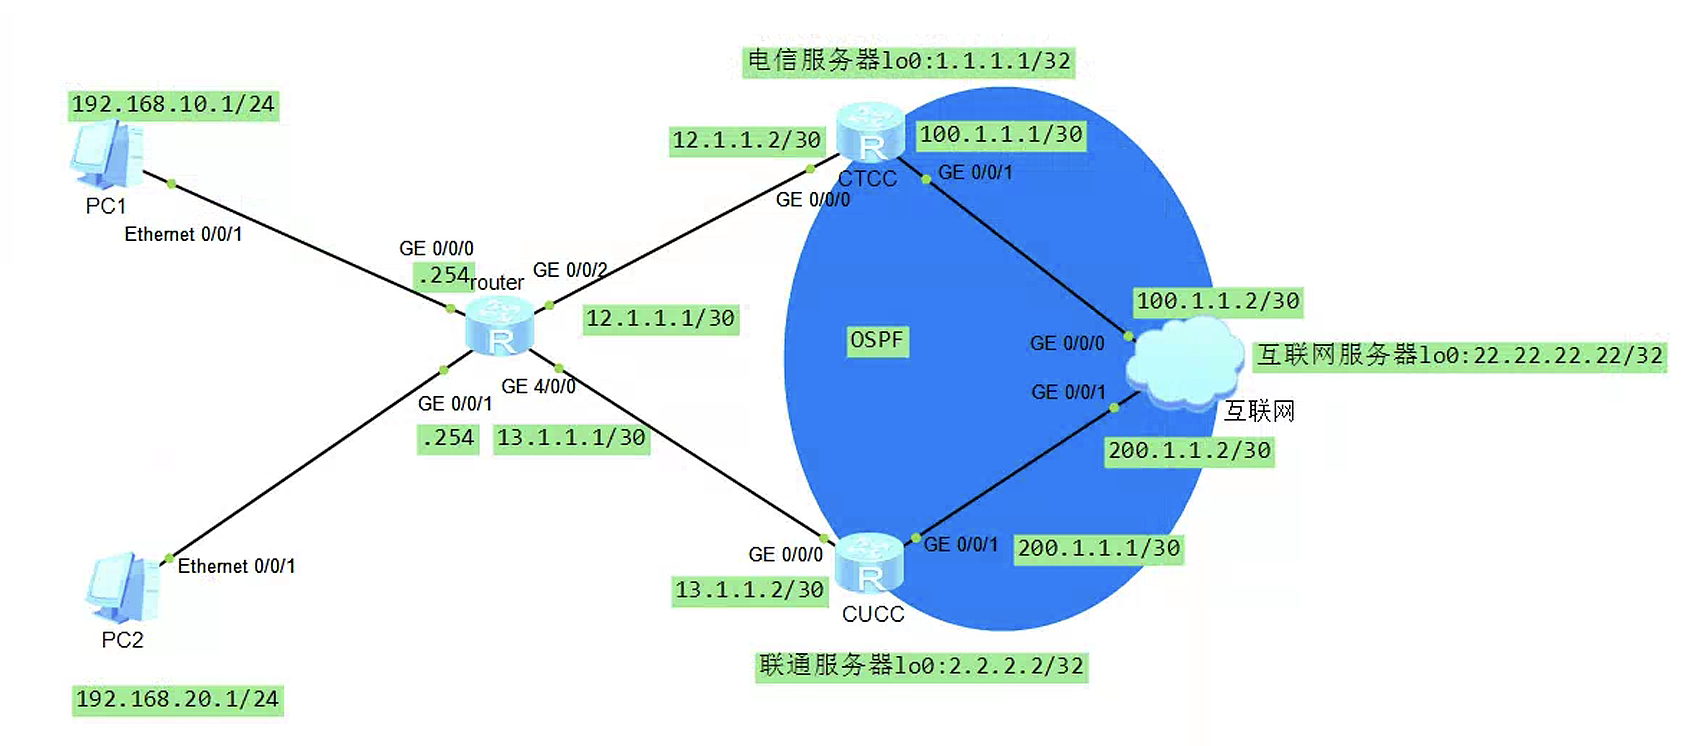 电信服务器lo0:1.1.1.1/32
192.168.10.1/24
12.1.1.2/30
R
100.1.1.1/30
CTCC
GE 0/0/1
GE 0/0/0
PC1
Ethernet 0/0/1
GE 0/0/0
.254
router
GE 0/0/2
12.1.1.1/30
R
100.1.1.2/30
OSPF
GE 0/0/0
互联网服务器lo0:22.22.22.22/32
GE 4/0/0
GE 0/0/1
GE 0/0/1
互联网
.254
13.1.1.1/30
200.1.1.2/30
GE 0/0/0
GE 0/0/1
200.1.1.1/30
Ethernet 0/0/1
R
13.1.1.2/30
CUCC
PC2
联通服务器lo0:2.2.2.2/32
192.168.20.1/24